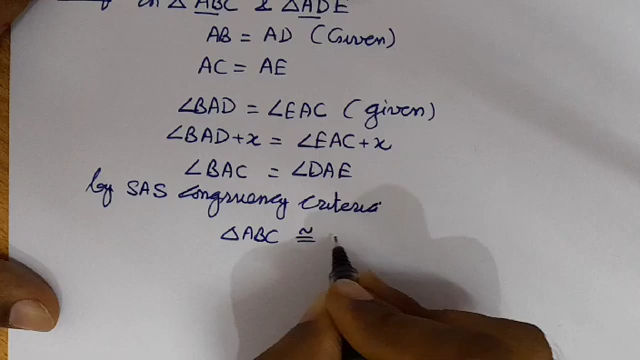 In △ABC & △ADE
AB = AD (Given)
AC = AE
∠BAD = ∠EAC (given)
∠BAD+x = ∠EAC+x
∠BAC = ∠DAE
by SAS Congruency Criteria
△ABC ≅